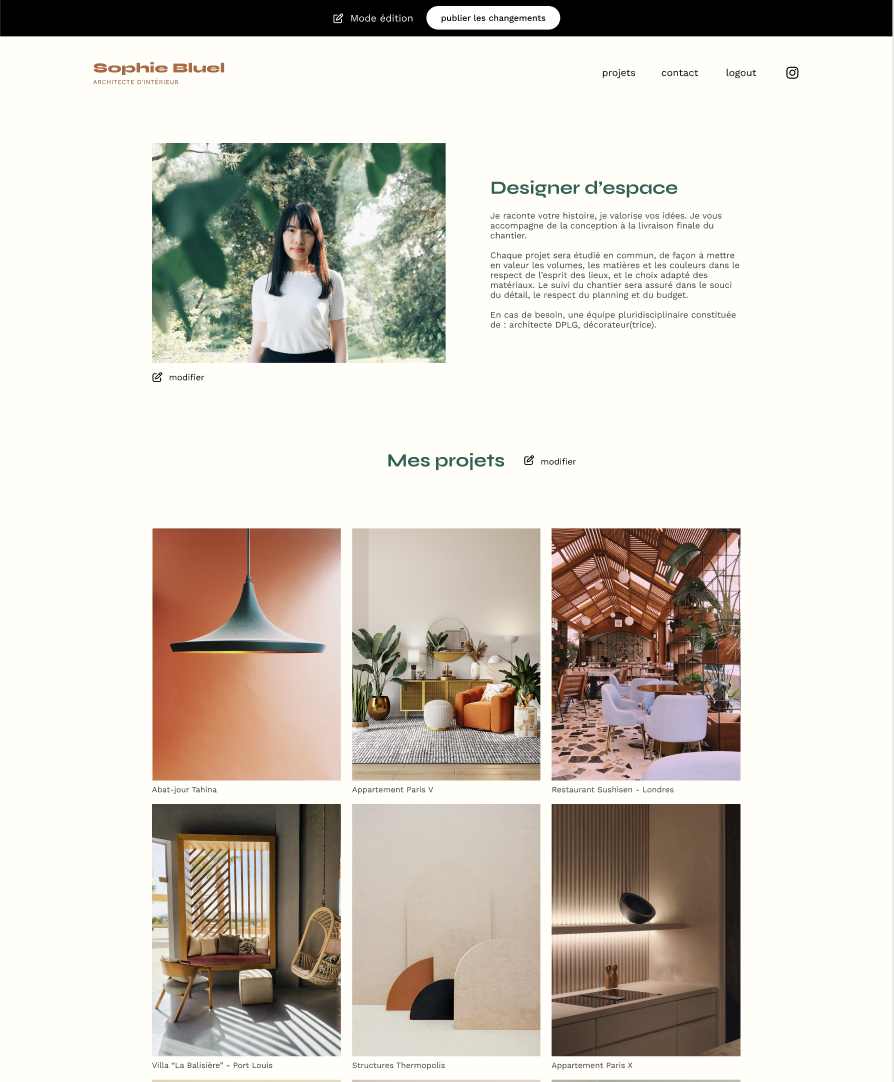 Mode édition
publier les changements
Sophie Bluel
ARCHITECTE D'INTÉRIEUR
projets
contact
logout
Designer d’espace
Je raconte votre histoire, je valorise vos idées. Je vous
accompagne de la conception à la livraison finale du
chantier.
Chaque projet sera étudié en commun, de façon à mettre
en valeur les volumes, les matières et les couleurs dans le
respect de l’esprit des lieux, et le choix adapté des
matériaux. Le suivi du chantier sera assuré dans le souci
du détail, le respect du planning et du budget.
En cas de besoin, une équipe pluridisciplinaire constituée
de : architecte DPLG, décorateur(trice).
modifier
Mes projets
modifier
Abat-jour Tahina
Appartement Paris V
Restaurant Sushisen - Londres
Villa “La Balisière” - Port Louis
Structures Thermopolis
Appartement Paris X